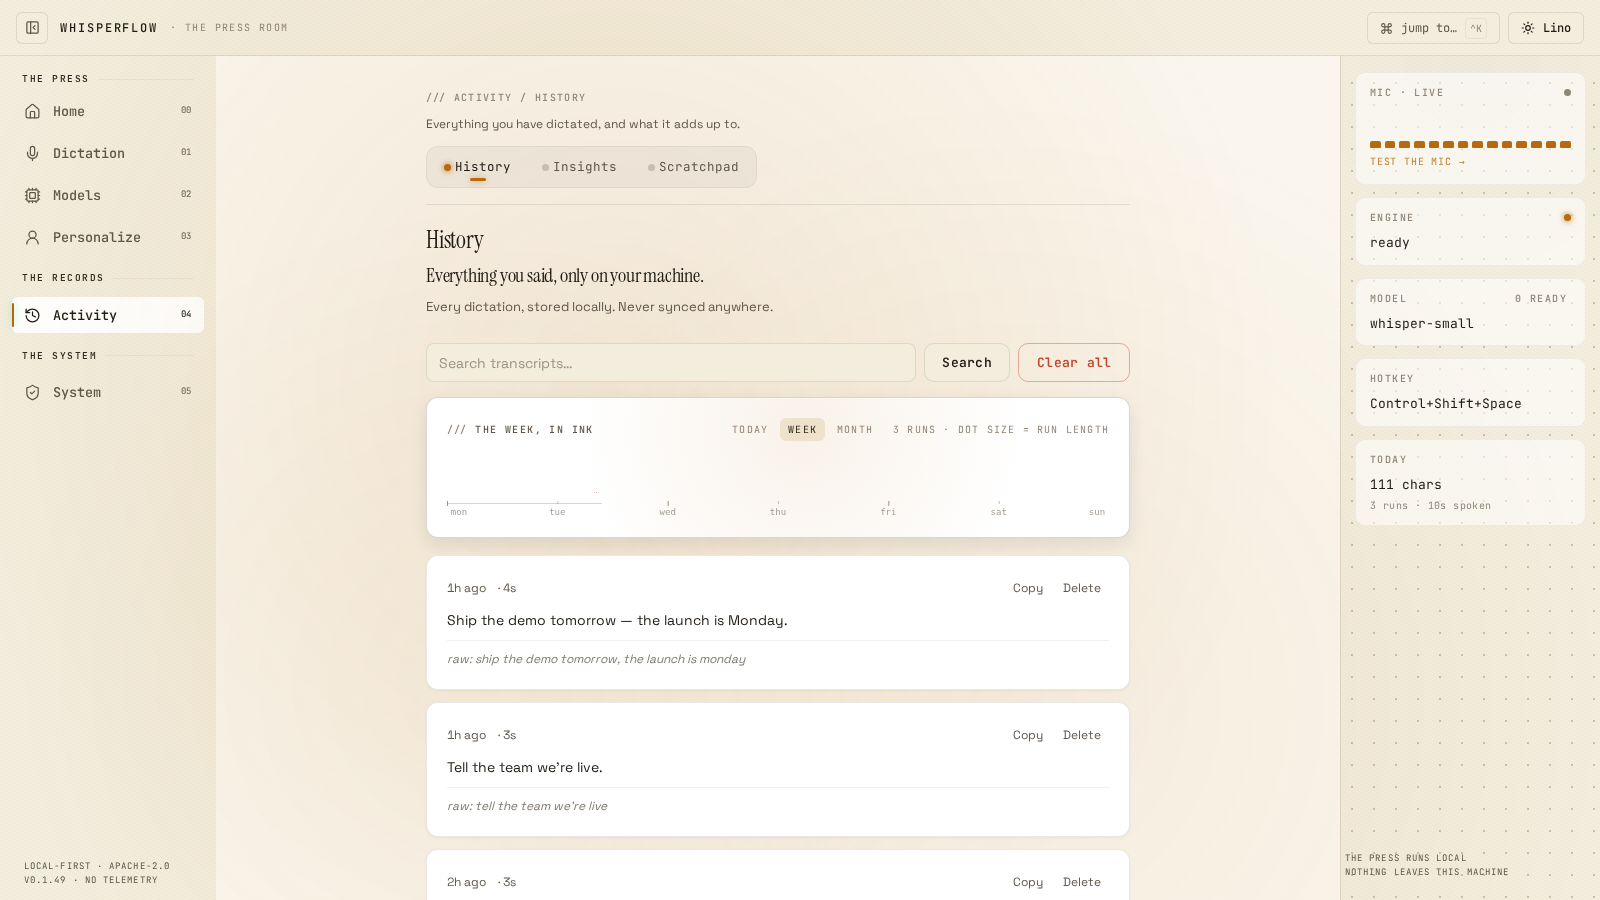 WHISPERFLOW · THE PRESS ROOM
jump to… ^K
Lino
THE PRESS
Home 00
Dictation 01
Models 02
Personalize 03
THE RECORDS
Activity 04
THE SYSTEM
System 05
LOCAL-FIRST · APACHE-2.0
V0.1.49 · NO TELEMETRY
/// ACTIVITY / HISTORY
Everything you have dictated, and what it adds up to.
History Insights Scratchpad
History
Everything you said, only on your machine.
Every dictation, stored locally. Never synced anywhere.
Search transcripts…
Search
Clear all
/// THE WEEK, IN INK
TODAY WEEK MONTH 3 RUNS · DOT SIZE = RUN LENGTH
mon tue wed thu fri sat sun
1h ago · 4s
Copy Delete
Ship the demo tomorrow — the launch is Monday.
raw: ship the demo tomorrow, the launch is monday
1h ago · 3s
Copy Delete
Tell the team we're live.
raw: tell the team we're live
2h ago · 3s
Copy Delete
MIC · LIVE
TEST THE MIC →
ENGINE
ready
MODEL 0 READY
whisper-small
HOTKEY
Control+Shift+Space
TODAY
111 chars
3 runs · 10s spoken
THE PRESS RUNS LOCAL
NOTHING LEAVES THIS MACHINE